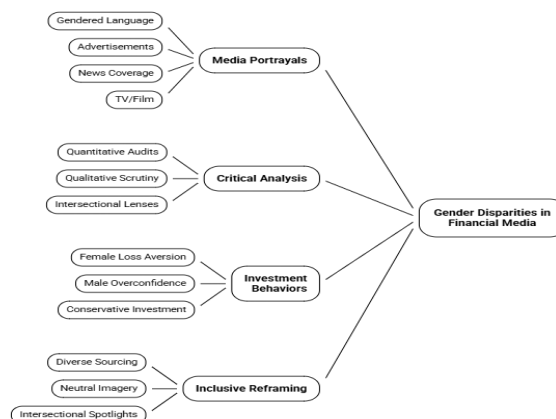 Gendered Language
Advertisements
News Coverage
TV/Film
Media Portrayals
Quantitative Audits
Qualitative Scrutiny
Intersectional Lenses
Critical Analysis
Gender Disparities in
Financial Media
Female Loss Aversion
Male Overconfidence
Conservative Investment
Investment
Behaviors
Diverse Sourcing
Neutral Imagery
Intersectional Spotlights
Inclusive Reframing